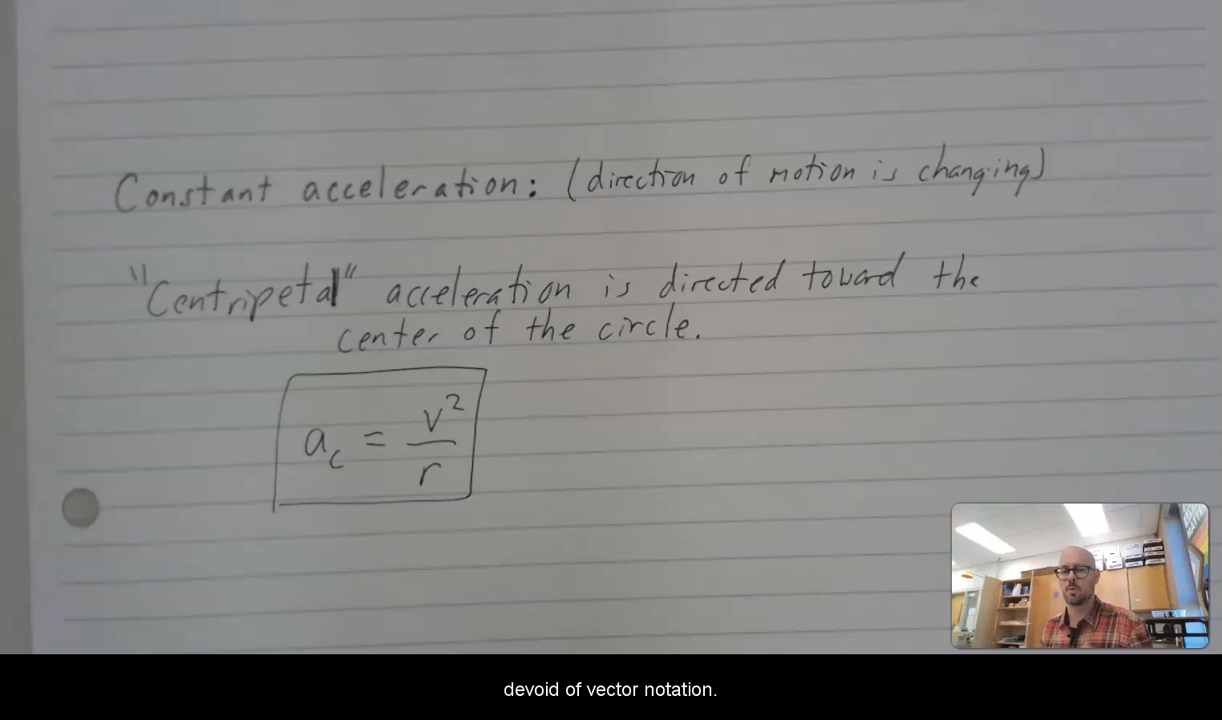 Constant acceleration: (direction of motion is changing)
"Centripetal" acceleration is directed toward the
center of the circle.
a_c = v²/r
devoid of vector notation.